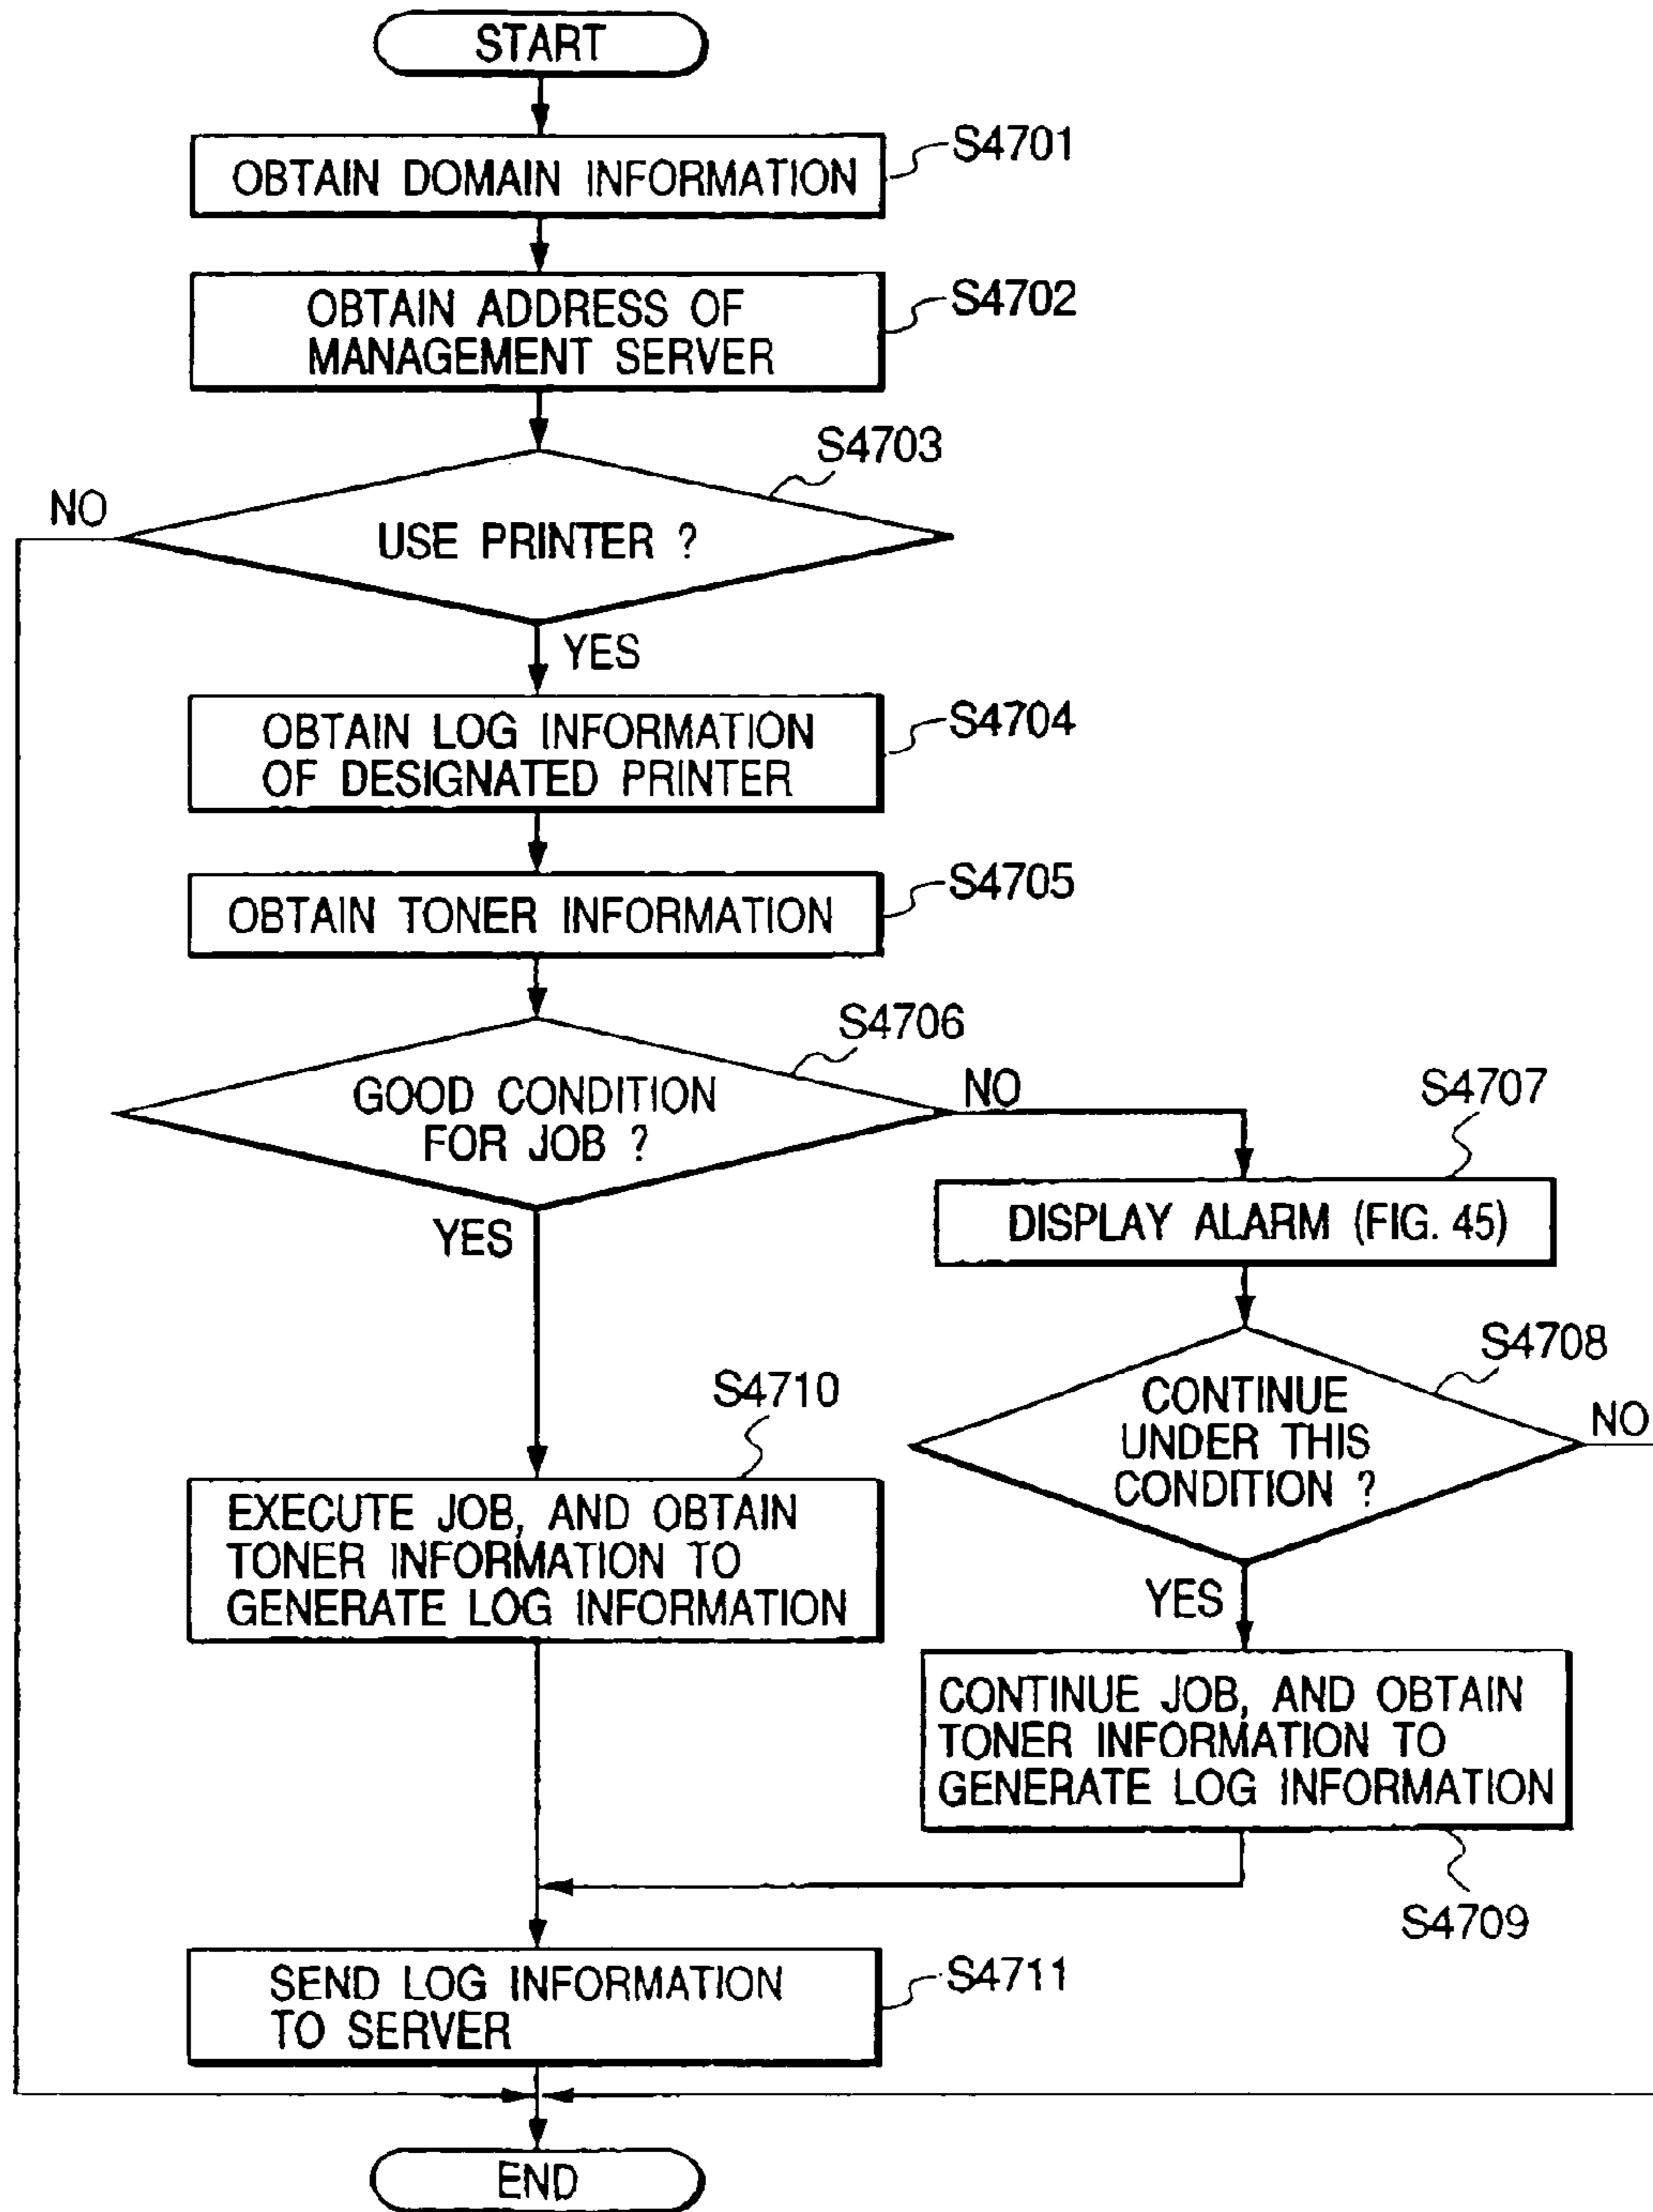 START
OBTAIN DOMAIN INFORMATION
S4701
OBTAIN ADDRESS OF
MANAGEMENT SERVER
S4702
S4703
NO
USE PRINTER ?
YES
OBTAIN LOG INFORMATION
OF DESIGNATED PRINTER
S4704
OBTAIN TONER INFORMATION
S4705
S4706
GOOD CONDITION
FOR JOB ?
NO
YES
S4707
DISPLAY ALARM (FIG. 45)
S4708
CONTINUE
UNDER THIS
CONDITION ?
NO
YES
S4710
EXECUTE JOB, AND OBTAIN
TONER INFORMATION TO
GENERATE LOG INFORMATION
CONTINUE JOB, AND OBTAIN
TONER INFORMATION TO
GENERATE LOG INFORMATION
S4709
SEND LOG INFORMATION
TO SERVER
S4711
END